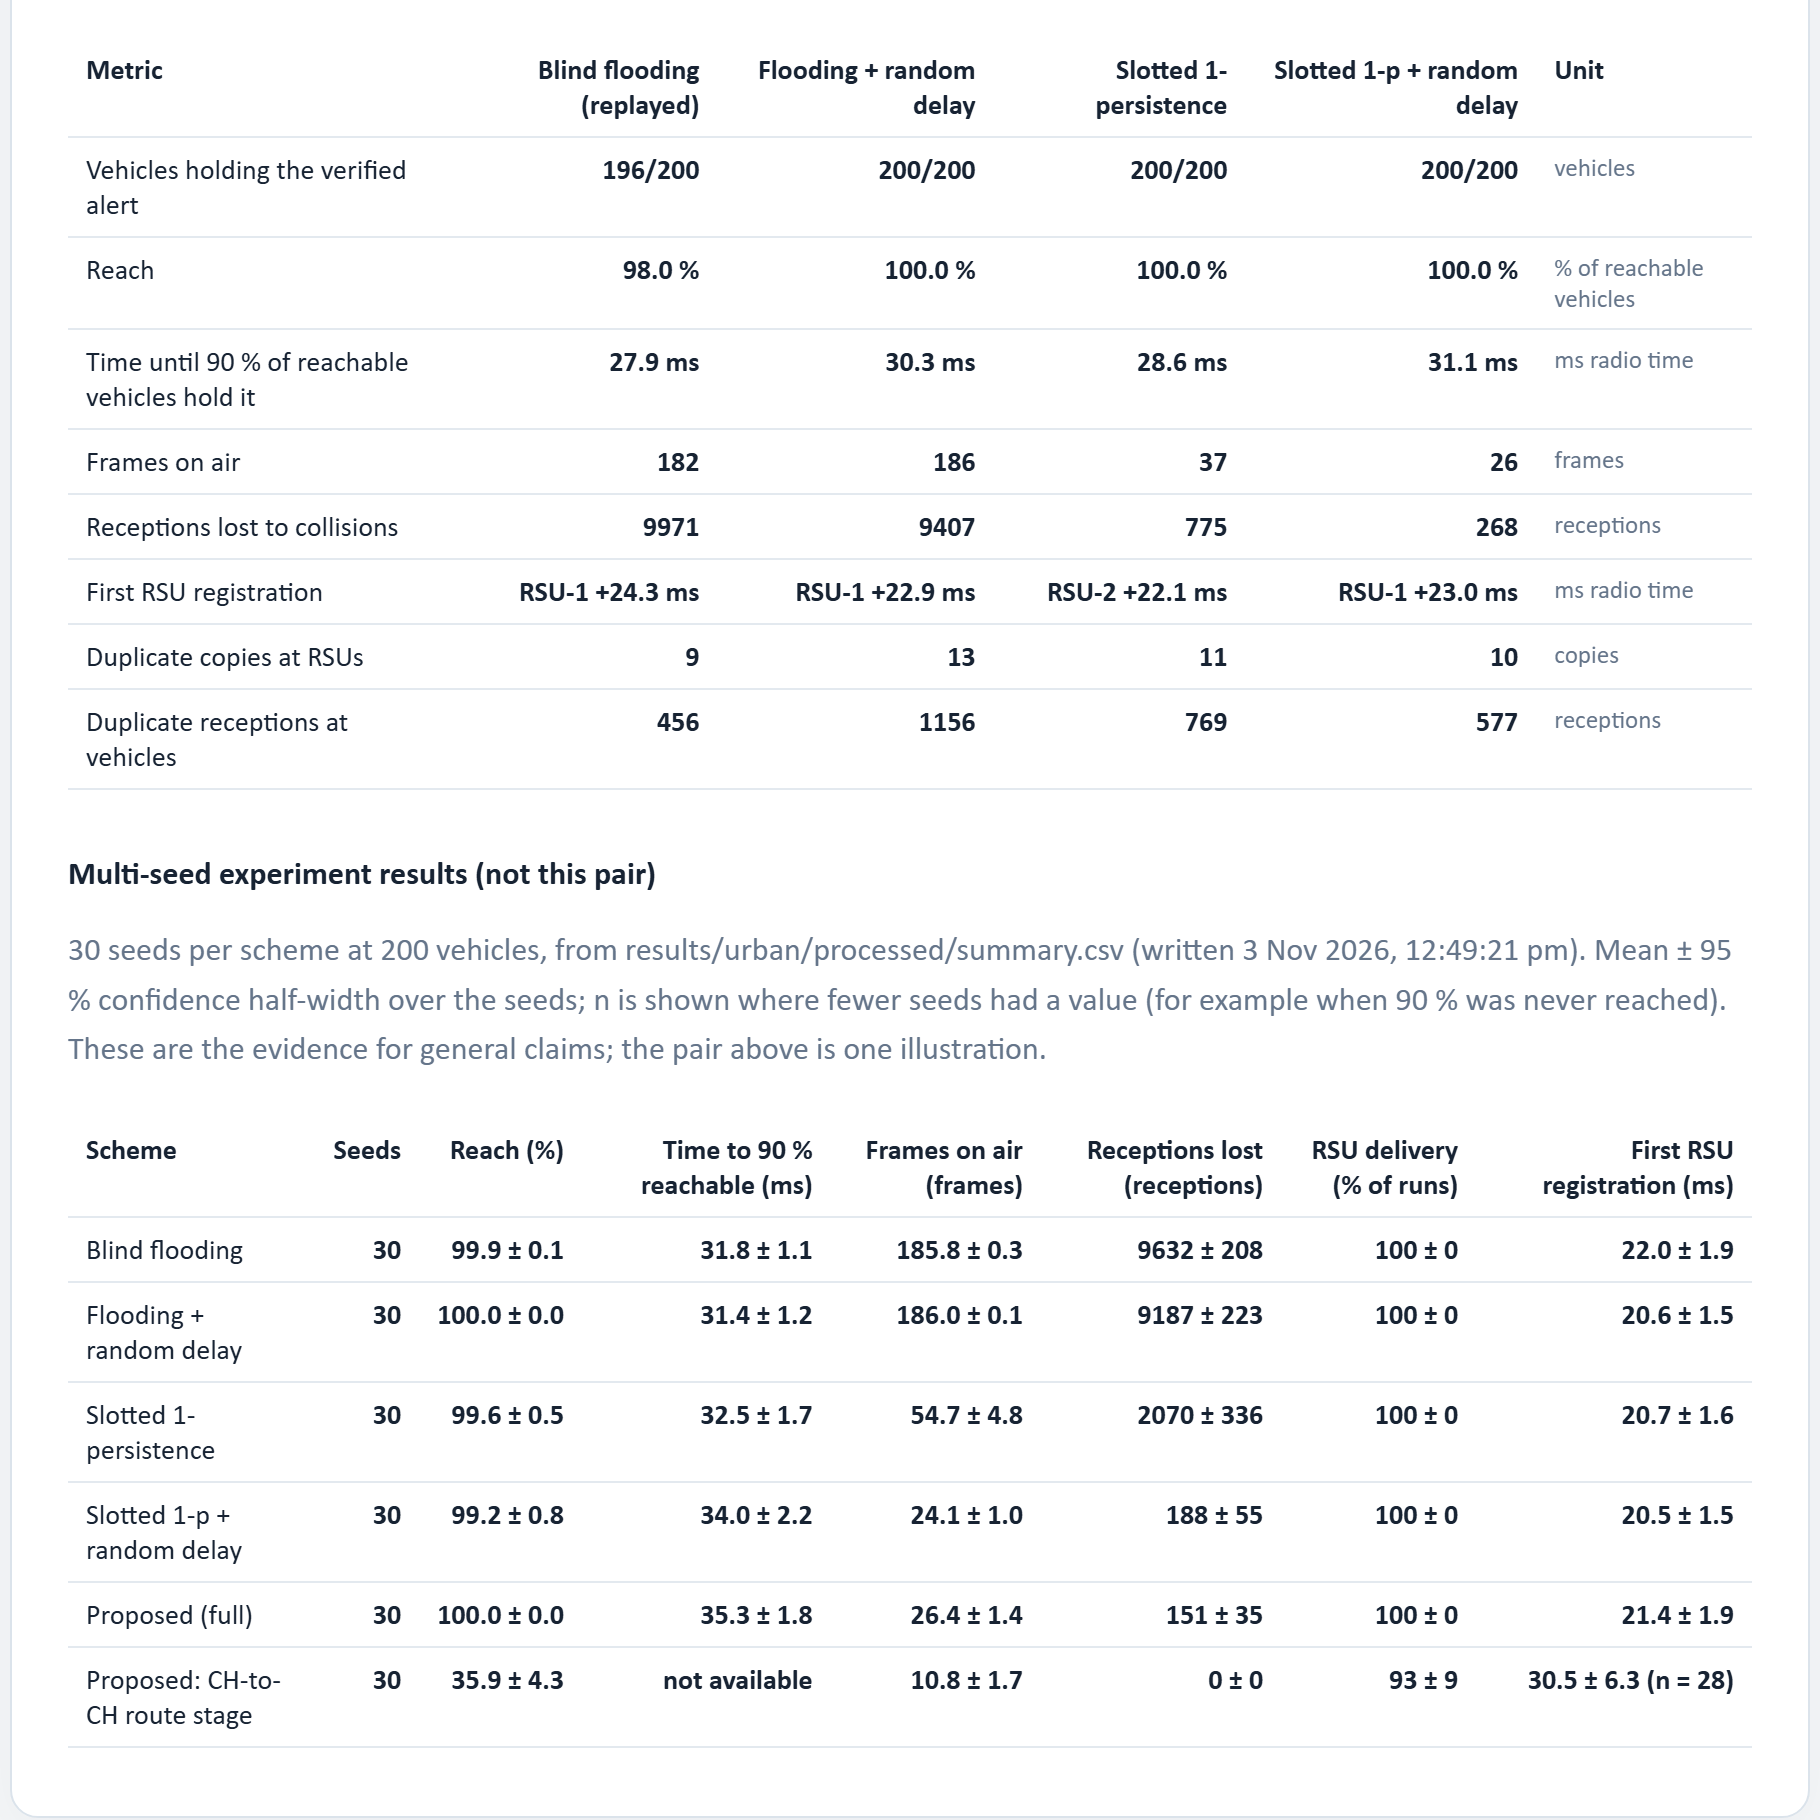 Metric Blind flooding Flooding + random Slotted 1- Slotted 1-p + random Unit
(replayed) delay persistence delay
Vehicles holding the verified 196/200 200/200 200/200 200/200 vehicles
alert
Reach 98.0 % 100.0 % 100.0 % 100.0 % % of reachable
vehicles
Time until 90 % of reachable 27.9 ms 30.3 ms 28.6 ms 31.1 ms ms radio time
vehicles hold it
Frames on air 182 186 37 26 frames
Receptions lost to collisions 9971 9407 775 268 receptions
First RSU registration RSU-1 +24.3 ms RSU-1 +22.9 ms RSU-2 +22.1 ms RSU-1 +23.0 ms ms radio time
Duplicate copies at RSUs 9 13 11 10 copies
Duplicate receptions at 456 1156 769 577 receptions
vehicles
Multi-seed experiment results (not this pair)
30 seeds per scheme at 200 vehicles, from results/urban/processed/summary.csv (written 3 Nov 2026, 12:49:21 pm). Mean ± 95
% confidence half-width over the seeds; n is shown where fewer seeds had a value (for example when 90 % was never reached).
These are the evidence for general claims; the pair above is one illustration.
Scheme Seeds Reach (%) Time to 90 % Frames on air Receptions lost RSU delivery First RSU
reachable (ms) (frames) (receptions) (% of runs) registration (ms)
Blind flooding 30 99.9 ± 0.1 31.8 ± 1.1 185.8 ± 0.3 9632 ± 208 100 ± 0 22.0 ± 1.9
Flooding + 30 100.0 ± 0.0 31.4 ± 1.2 186.0 ± 0.1 9187 ± 223 100 ± 0 20.6 ± 1.5
random delay
Slotted 1- 30 99.6 ± 0.5 32.5 ± 1.7 54.7 ± 4.8 2070 ± 336 100 ± 0 20.7 ± 1.6
persistence
Slotted 1-p + 30 99.2 ± 0.8 34.0 ± 2.2 24.1 ± 1.0 188 ± 55 100 ± 0 20.5 ± 1.5
random delay
Proposed (full) 30 100.0 ± 0.0 35.3 ± 1.8 26.4 ± 1.4 151 ± 35 100 ± 0 21.4 ± 1.9
Proposed: CH-to- 30 35.9 ± 4.3 not available 10.8 ± 1.7 0 ± 0 93 ± 9 30.5 ± 6.3 (n = 28)
CH route stage